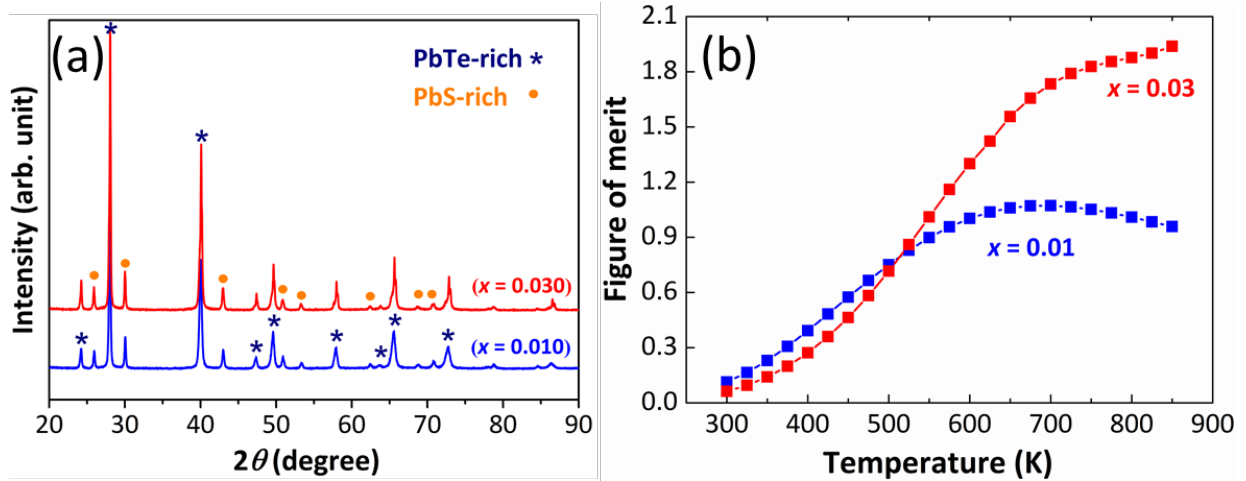 (a)
PbTe-rich *
PbS-rich •
(x = 0.030)
(x = 0.010)
Intensity (arb. unit)
20 30 40 50 60 70 80 90
2θ (degree)
(b)
2.1
1.8
1.5
1.2
0.9
0.6
0.3
0.0
x = 0.03
x = 0.01
Figure of merit
300 400 500 600 700 800 900
Temperature (K)